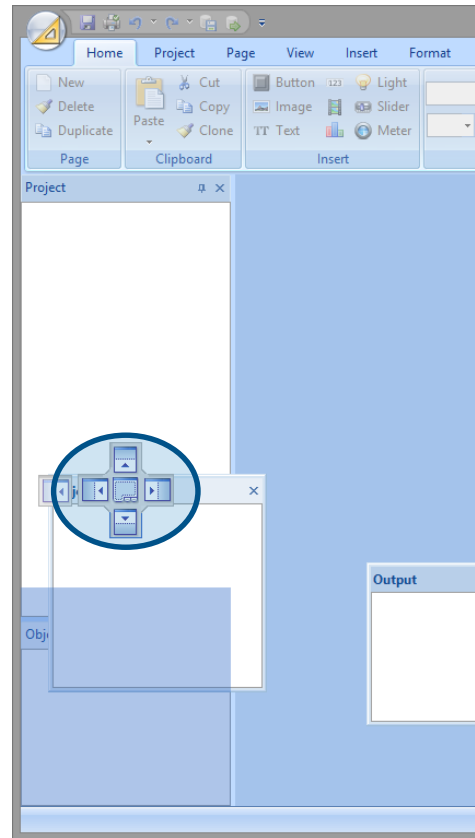 Home Project Page View Insert Format
New Cut Button 123 Light
Delete Paste Copy Image Slider
Duplicate Clone TT Text Meter
Page Clipboard Insert
Project
Output